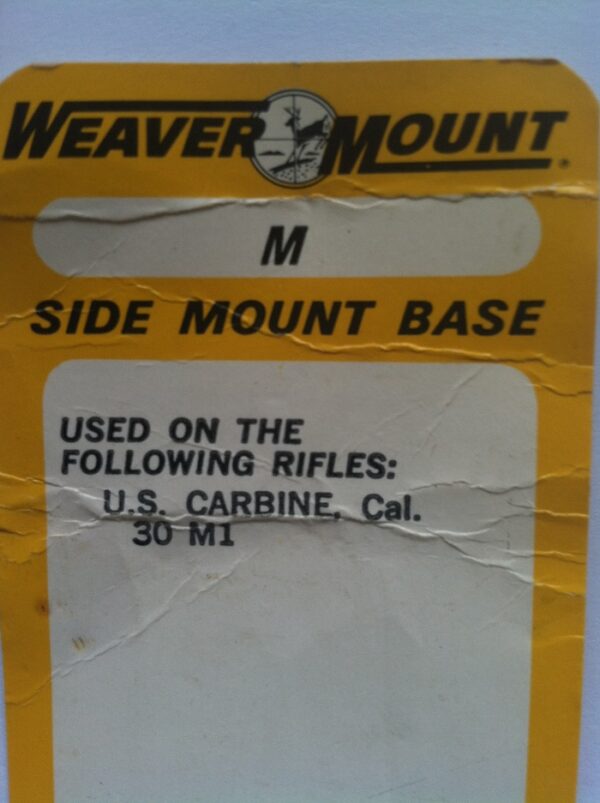 WEAVER MOUNT
M
SIDE MOUNT BASE
USED ON THE
FOLLOWING RIFLES:
U.S. CARBINE, Cal.
30 M1